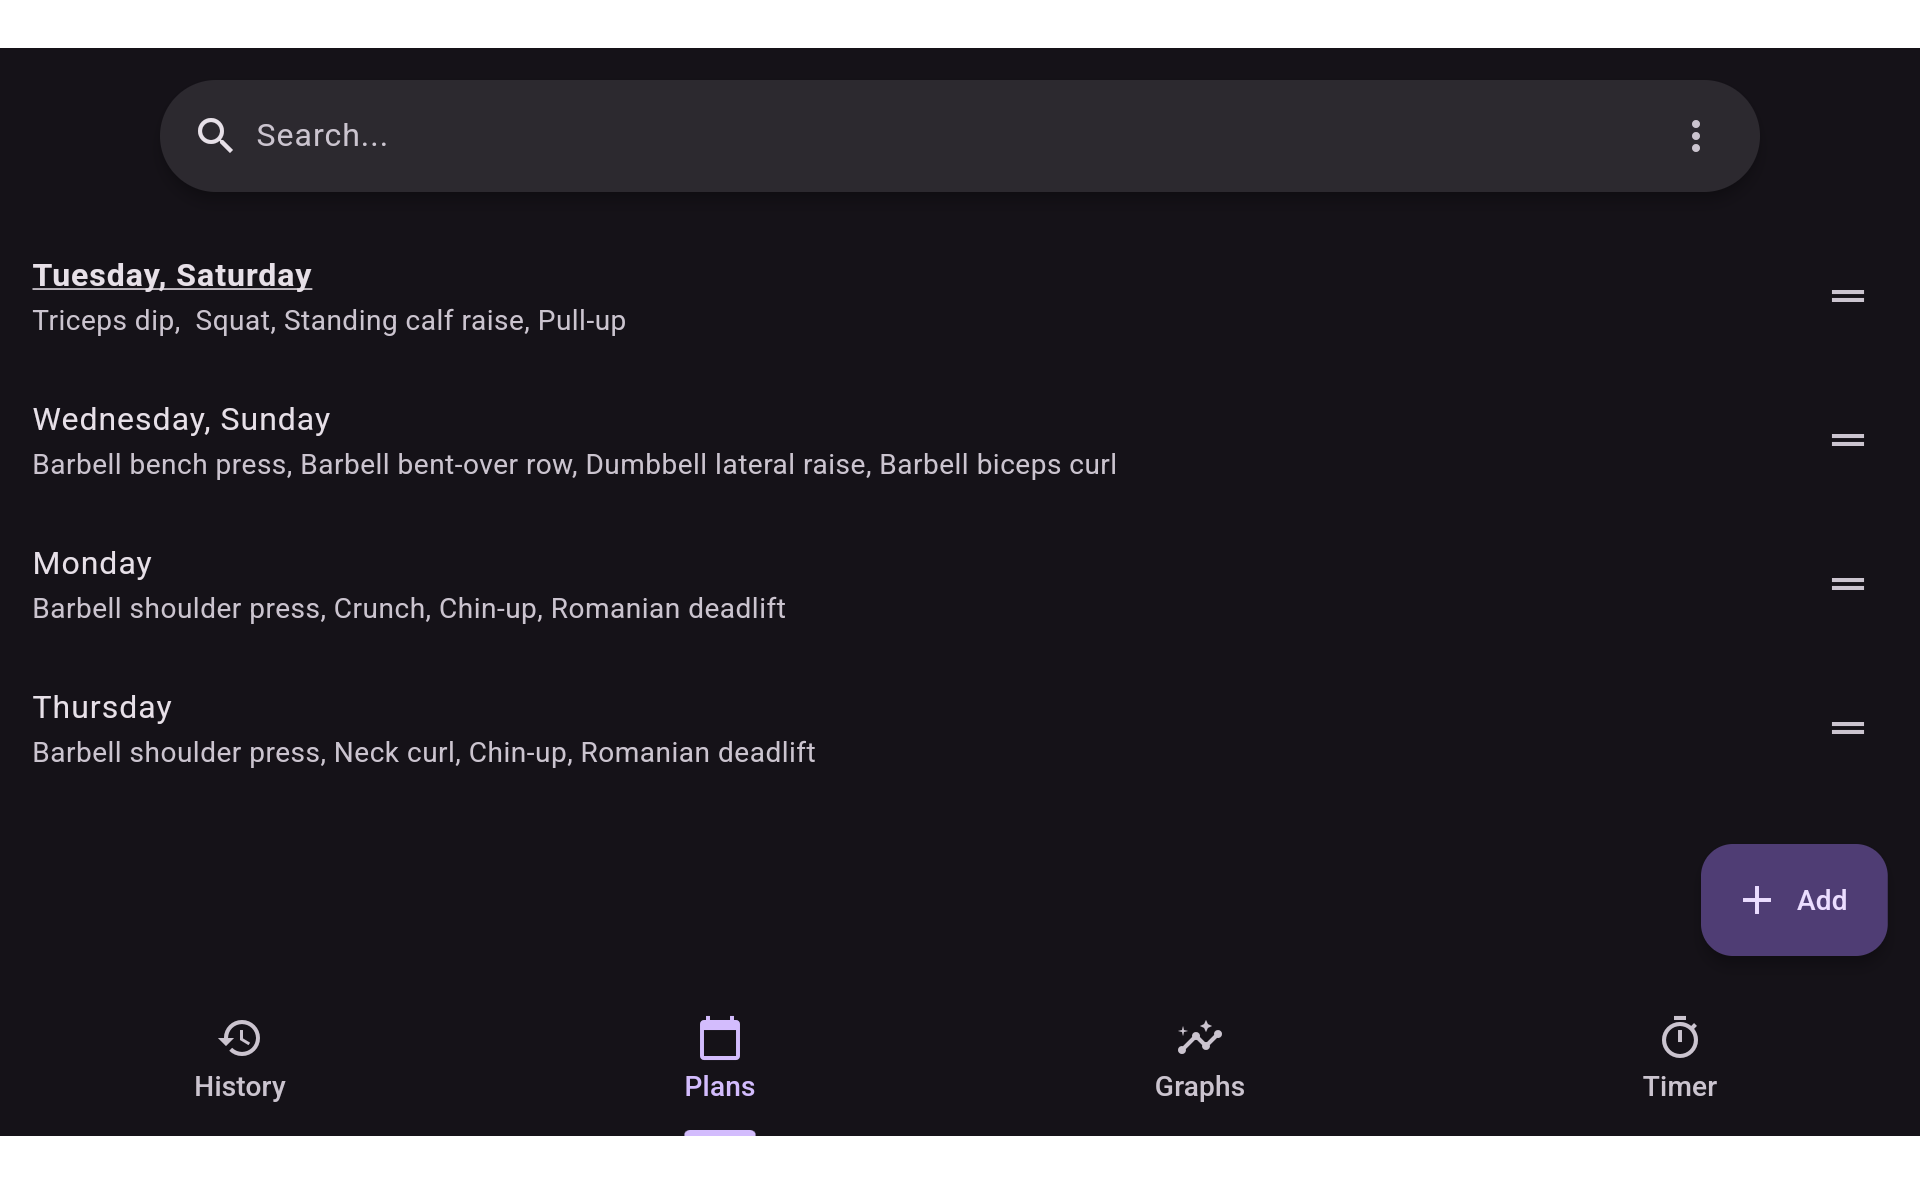 Search...
Tuesday, Saturday
Triceps dip,  Squat, Standing calf raise, Pull-up
Wednesday, Sunday
Barbell bench press, Barbell bent-over row, Dumbbell lateral raise, Barbell biceps curl
Monday
Barbell shoulder press, Crunch, Chin-up, Romanian deadlift
Thursday
Barbell shoulder press, Neck curl, Chin-up, Romanian deadlift
Add
History
Plans
Graphs
Timer